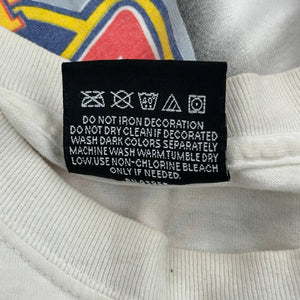 DO NOT IRON DECORATION
DO NOT DRY CLEAN IF DECORATED
WASH DARK COLORS SEPARATELY
MACHINE WASH WARM.TUMBLE DRY
LOW.USE NON-CHLORINE BLEACH
ONLY IF NEEDED.